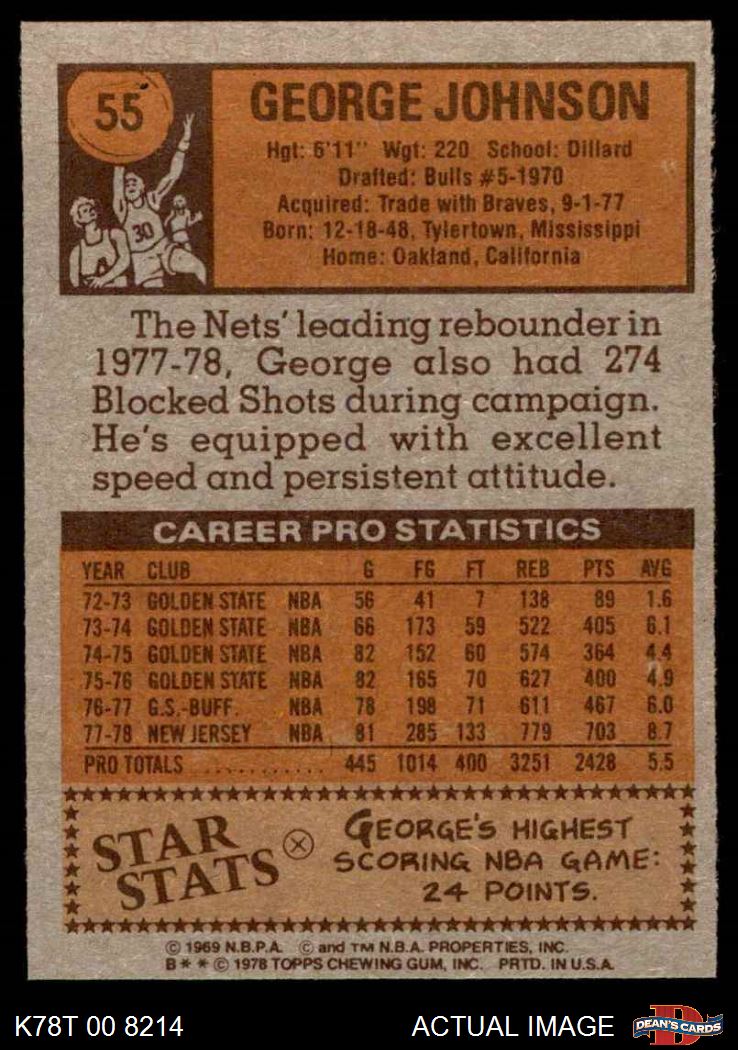 55
30
GEORGE JOHNSON
Hgt: 6'11" Wgt: 220 School: Dillard
Drafted: Bulls #5-1970
Acquired: Trade with Braves, 9-1-77
Born: 12-18-48, Tylertown, Mississippi
Home: Oakland, California
The Nets' leading rebounder in
1977-78, George also had 274
Blocked Shots during campaign.
He's equipped with excellent
speed and persistent attitude.
CAREER PRO STATISTICS
YEAR CLUB G FG FT REB PTS AVG
72-73 GOLDEN STATE NBA 56 41 7 138 89 1.6
73-74 GOLDEN STATE NBA 66 173 59 522 405 6.1
74-75 GOLDEN STATE NBA 82 152 60 574 364 4.4
75-76 GOLDEN STATE NBA 82 165 70 627 400 4.9
76-77 G.S.-BUFF. NBA 78 198 71 611 467 6.0
77-78 NEW JERSEY NBA 81 285 133 779 703 8.7
PRO TOTALS ............ 445 1014 400 3251 2428 5.5
STAR
STATS
GEORGE'S HIGHEST
SCORING NBA GAME:
24 POINTS.
© 1969 N.B.P.A. © and TM N.B.A. PROPERTIES, INC.
B * * © 1978 TOPPS CHEWING GUM, INC. PRTD. IN U.S.A.
K78T 00 8214 ACTUAL IMAGE DEAN'S CARDS